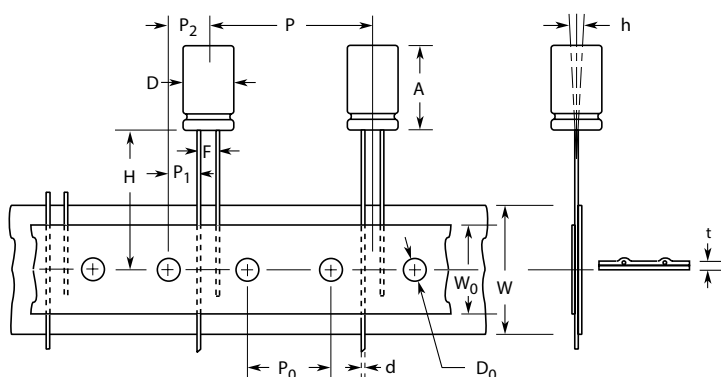 P₂ P h
D A
F
H P₁
t
W₀ W
P₀ d D₀